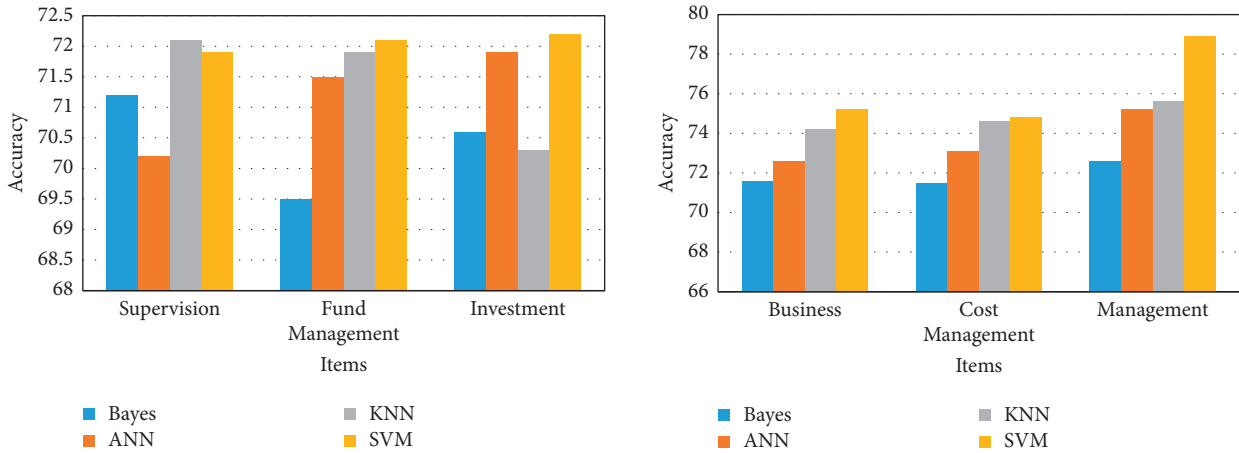 72.5
72
71.5
71
70.5
70
69.5
69
68.5
68
Accuracy
Supervision
Fund
Management
Investment
Items
Bayes
ANN
KNN
SVM
80
78
76
74
72
70
68
66
Accuracy
Business
Cost
Management
Management
Items
Bayes
ANN
KNN
SVM